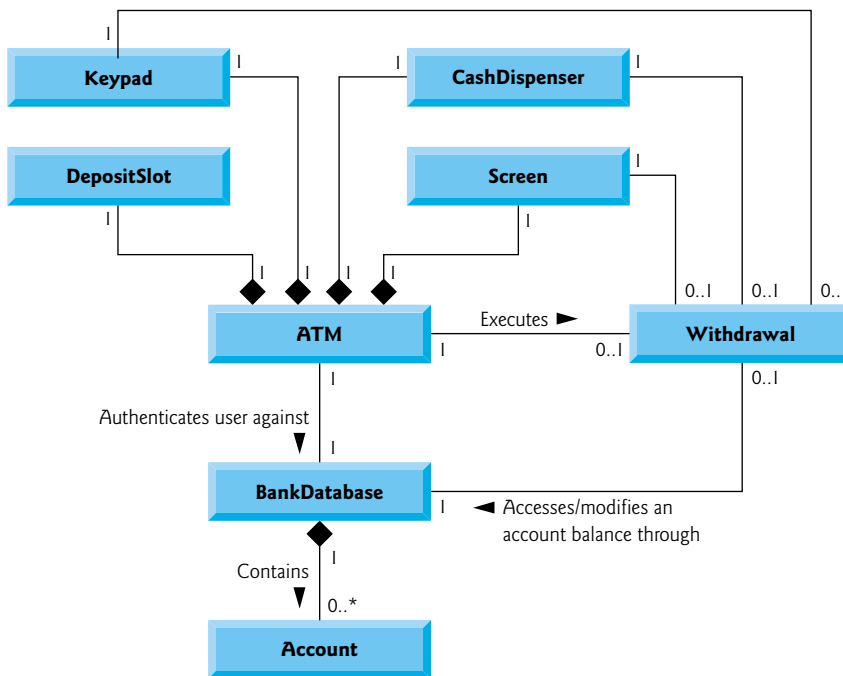 1
Keypad
1
1
CashDispenser
1
DepositSlot
1
Screen
1
1
1
1
1
1
0..1
0..1
0..
ATM
Executes
1
0..1
Withdrawal
1
0..1
Authenticates user against
1
BankDatabase
1
Accesses/modifies an
account balance through
1
Contains
0..*
Account